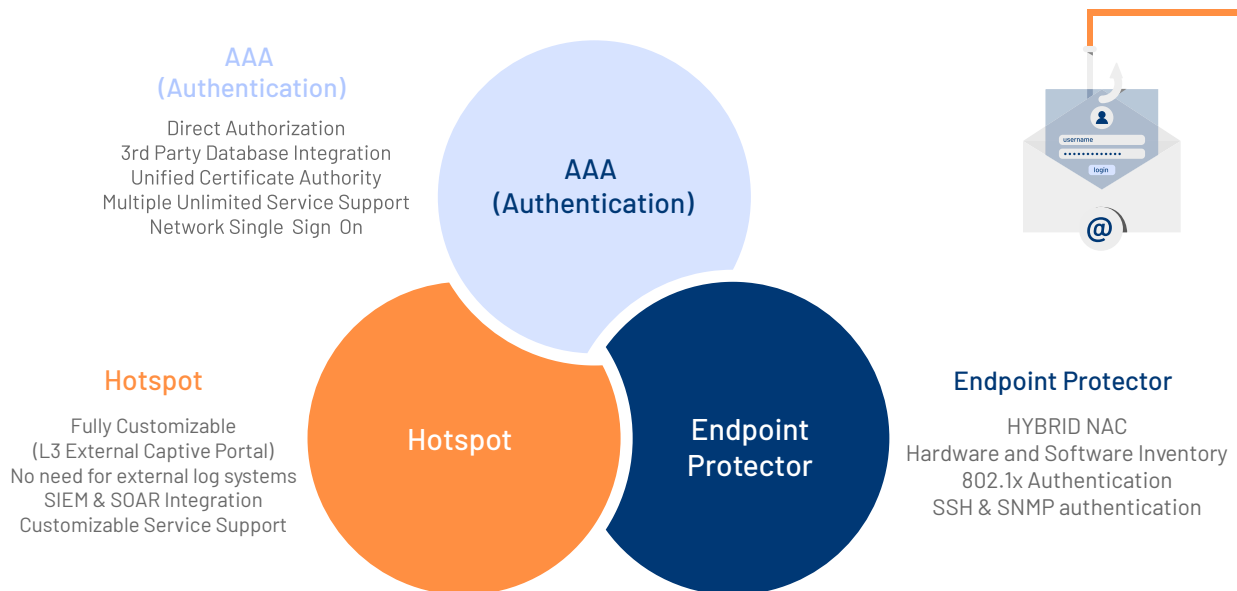 AAA
(Authentication)
Direct Authorization
3rd Party Database Integration
Unified Certificate Authority
Multiple Unlimited Service Support
Network Single Sign On
AAA
(Authentication)
username
login
@
Hotspot
Fully Customizable
(L3 External Captive Portal)
No need for external log systems
SIEM & SOAR Integration
Customizable Service Support
Hotspot
Endpoint
Protector
Endpoint Protector
HYBRID NAC
Hardware and Software Inventory
802.1x Authentication
SSH & SNMP authentication